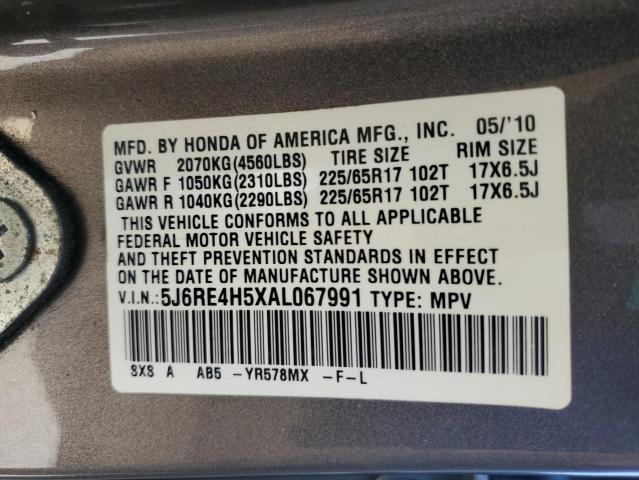 MFD. BY HONDA OF AMERICA MFG., INC. 05/'10
GVWR 2070KG(4560LBS) TIRE SIZE RIM SIZE
GAWR F 1050KG(2310LBS) 225/65R17 102T 17X6.5J
GAWR R 1040KG(2290LBS) 225/65R17 102T 17X6.5J
THIS VEHICLE CONFORMS TO ALL APPLICABLE
FEDERAL MOTOR VEHICLE SAFETY
AND THEFT PREVENTION STANDARDS IN EFFECT
ON THE DATE OF MANUFACTURE SHOWN ABOVE.
V.I.N.: 5J6RE4H5XAL067991 TYPE: MPV
SXS A AB5 -YR578MX -F-L